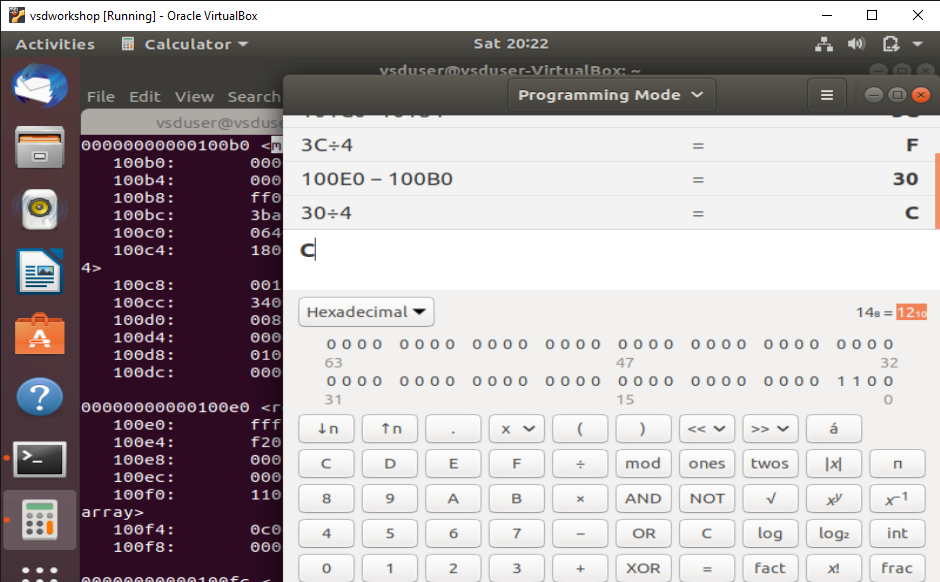 vsdworkshop [Running] - Oracle VirtualBox
Activities Calculator Sat 20:22
vsduser@vsduser-VirtualBox: ~
File Edit View Search
Programming Mode
vsduser@vsduse
00000000000100b0 <m
100b0: 000
100b4: 000
100b8: ff0
100bc: 3ba
100c0: 064
100c4: 180
4>
100c8: 001
100cc: 340
100d0: 008
100d4: 000
100d8: 010
100dc: 000
00000000000100e0 <r
100e0: fff
100e4: f20
100e8: 000
100ec: 000
100f0: 110
array>
100f4: 0c0
100f8: 000
00000000000100fc <
3C÷4 = F
100E0 − 100B0 = 30
30÷4 = C
C
Hexadecimal 14₈ = 12₁₀
0000 0000 0000 0000 0000 0000 0000 0000
63 47 32
0000 0000 0000 0000 0000 0000 0000 1100
31 15 0
↓n ↑n . x ( ) << >> á
C D E F ÷ mod ones twos |x| π
8 9 A B × AND NOT √ xʸ x⁻¹
4 5 6 7 − OR C log log₂ int
0 1 2 3 + XOR = fact x! frac